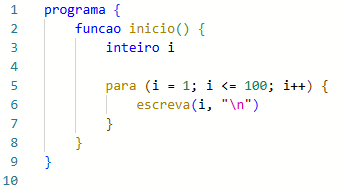 1 programa {
2     funcao inicio() {
3         inteiro i
4
5         para (i = 1; i <= 100; i++) {
6             escreva(i, "\n")
7         }
8     }
9 }
10